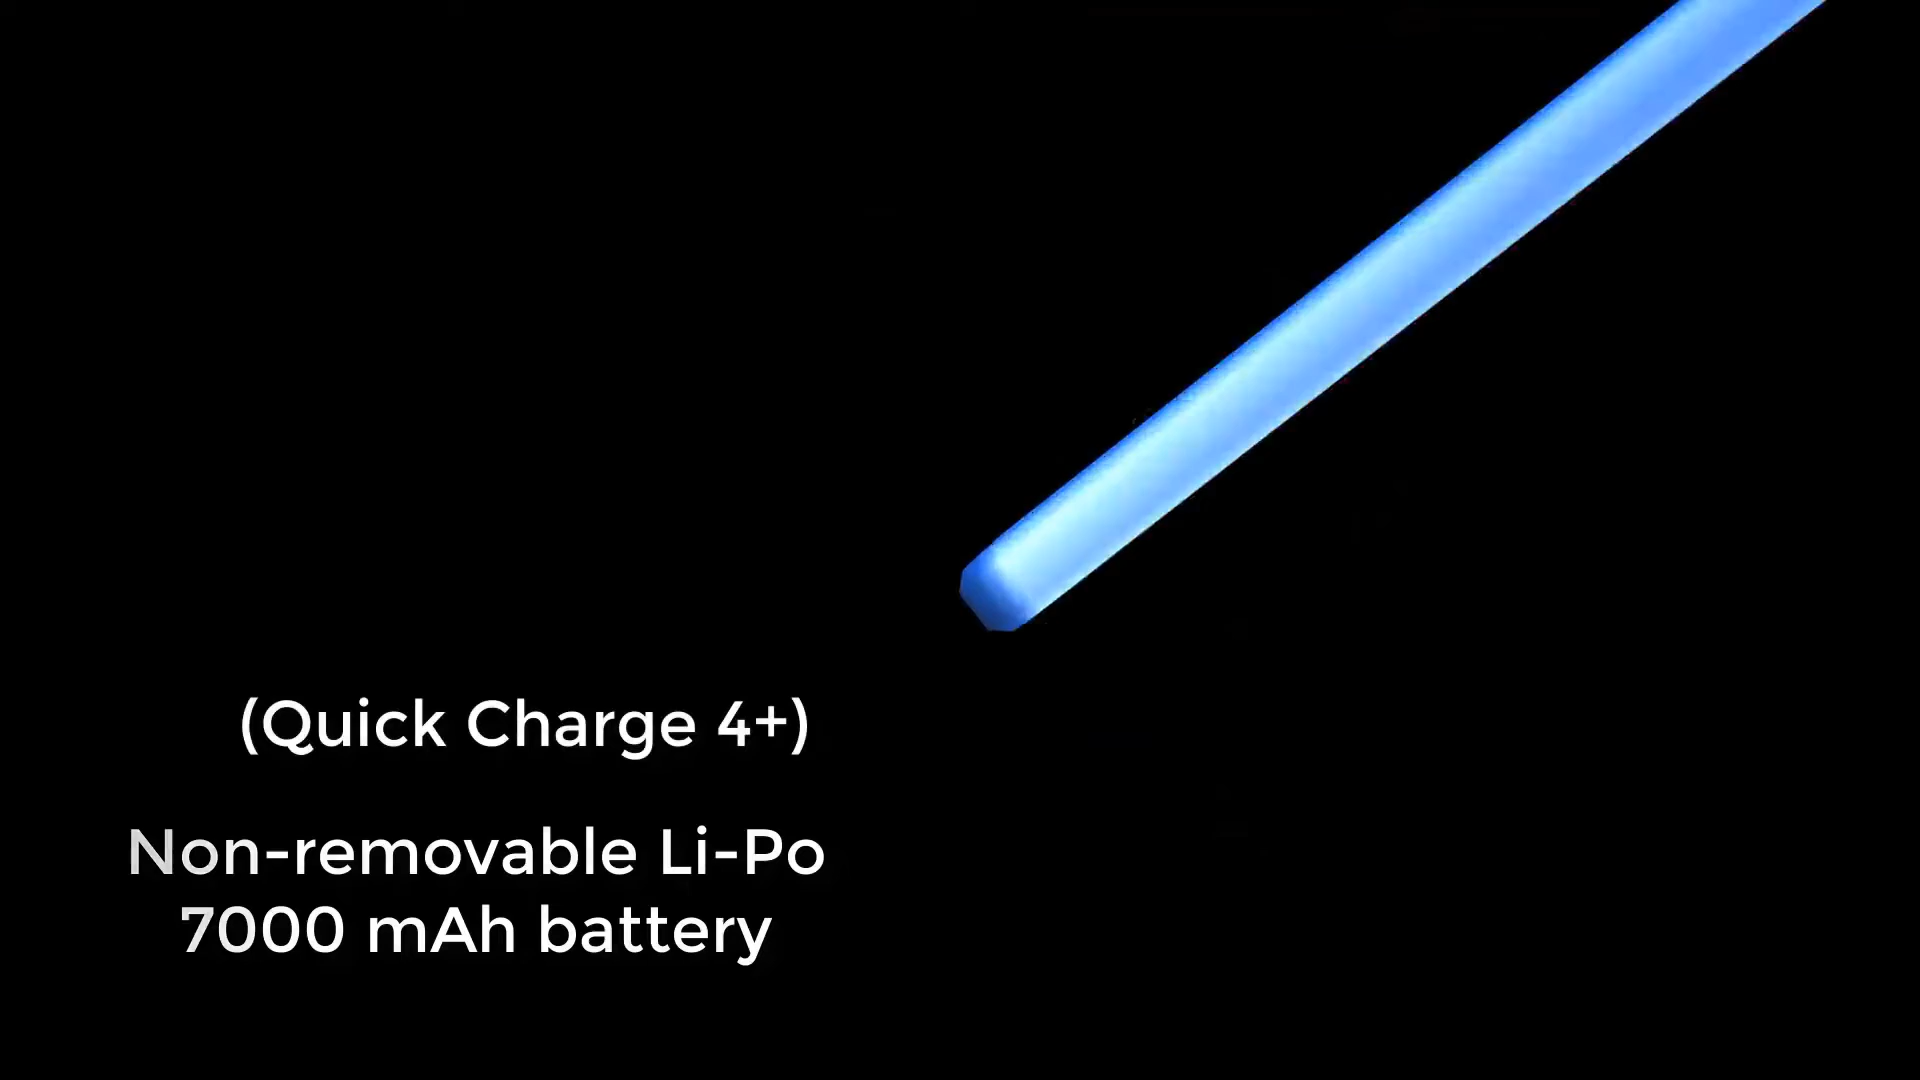 (Quick Charge 4+)
Non-removable Li-Po
7000 mAh battery